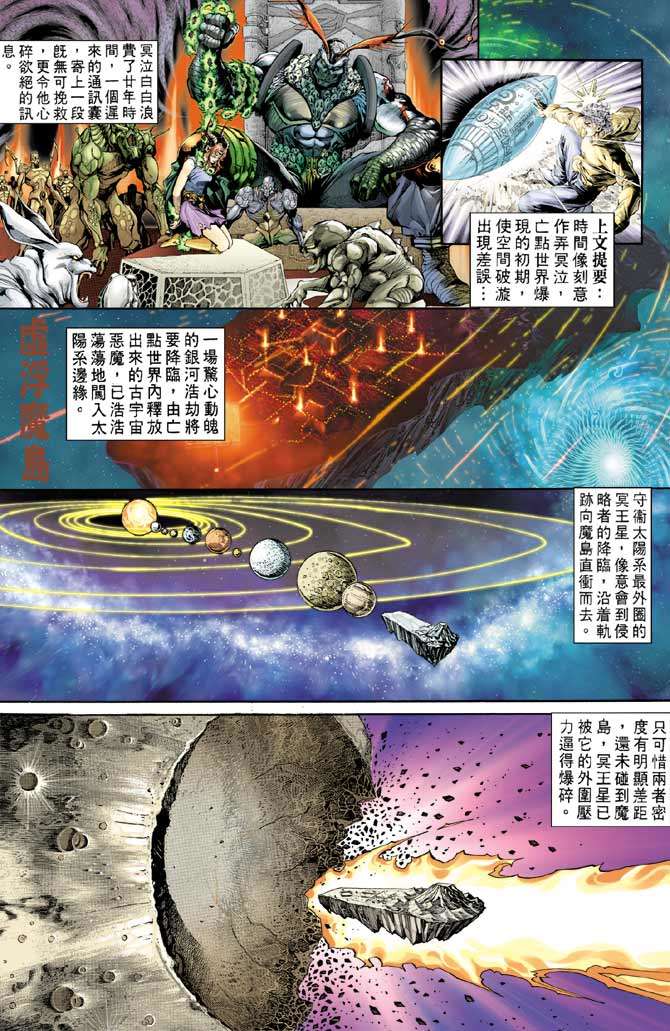 上文提要：
時間像刻意
作弄冥泣，
亡點世界爆
現的初期，
使空間破漩
出現差誤…
冥泣白白浪
費了廿年時
間，一個遲
來的通訊囊
，寄上一段
旣無可挽救
，更令他心
碎欲絕的訊
息。
虛浮魔島
一場驚心動魄
的銀河浩劫將
要降臨，由亡
點世界內釋放
出來的古宇宙
惡魔，已浩浩
蕩蕩地闖入太
陽系邊緣。
守衞太陽系最外圈的
冥王星，像意會到侵
略者的降臨，沿着軌
跡向魔島直衝而去。
只可惜兩者密
度有明顯差距
，還未碰到魔
島，冥王星已
被它的外圍壓
力逼得爆碎。